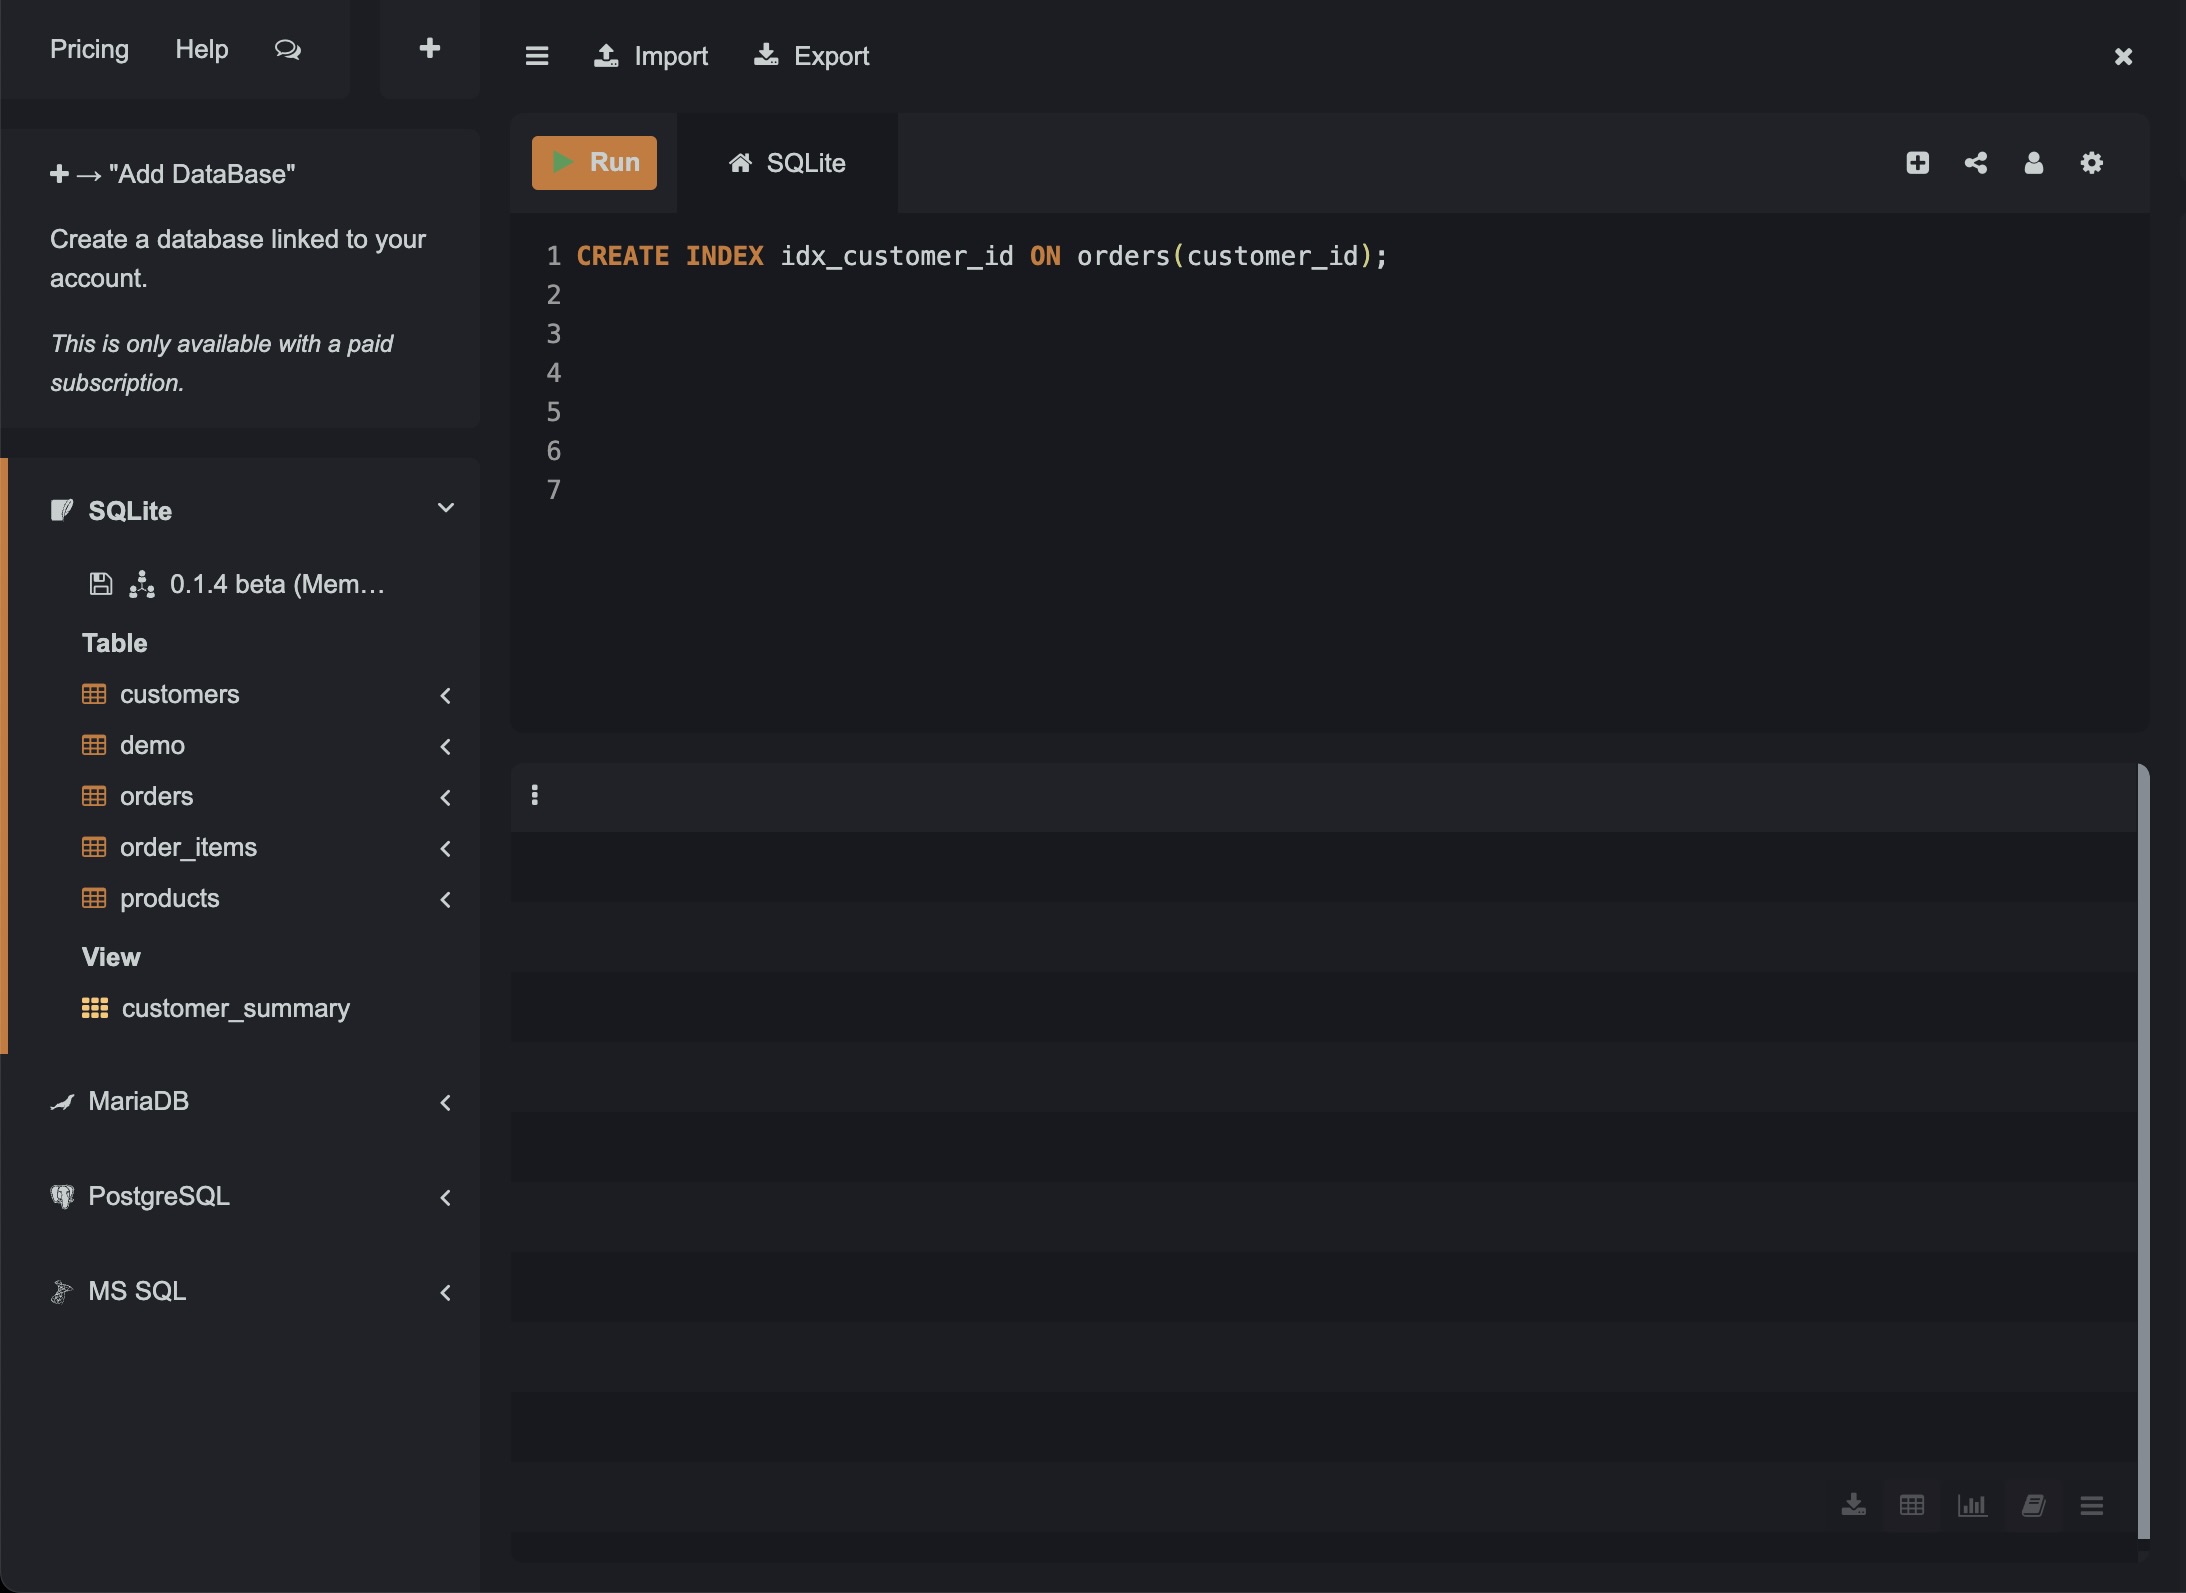 Pricing
Help
Import
Export
"Add DataBase"
Create a database linked to your
account.
This is only available with a paid
subscription.
Run
SQLite
1 CREATE INDEX idx_customer_id ON orders(customer_id);
2
3
4
5
6
7
SQLite
0.1.4 beta (Mem...
Table
customers
demo
orders
order_items
products
View
customer_summary
MariaDB
PostgreSQL
MS SQL